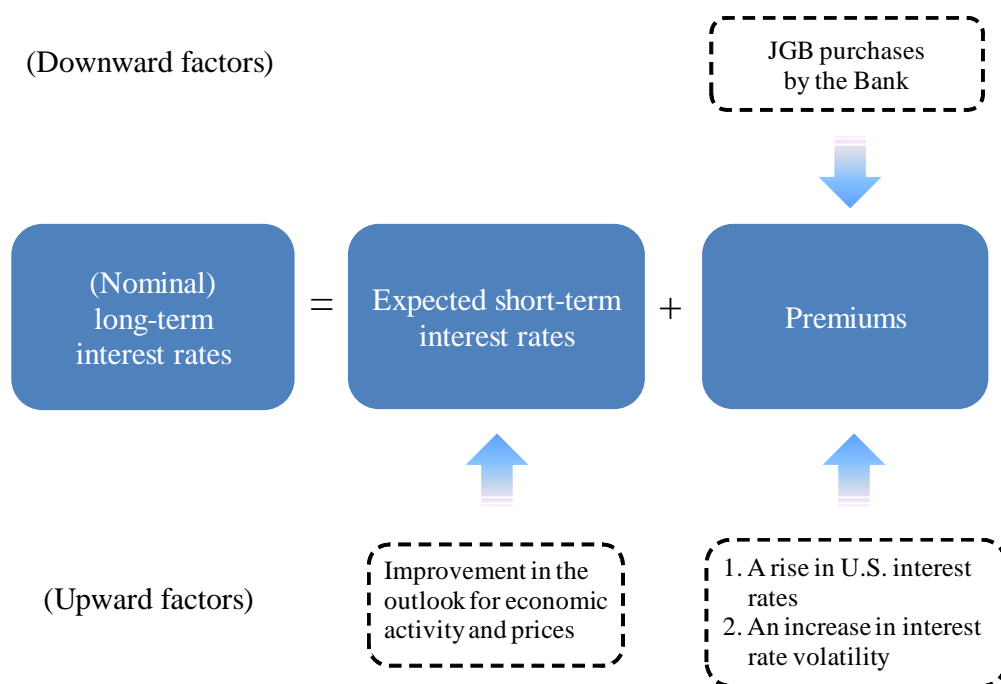 (Downward factors)
JGB purchases
by the Bank
(Nominal)
long-term
interest rates
=
Expected short-term
interest rates
+
Premiums
(Upward factors)
Improvement in the
outlook for economic
activity and prices
1. A rise in U.S. interest
rates
2. An increase in interest
rate volatility